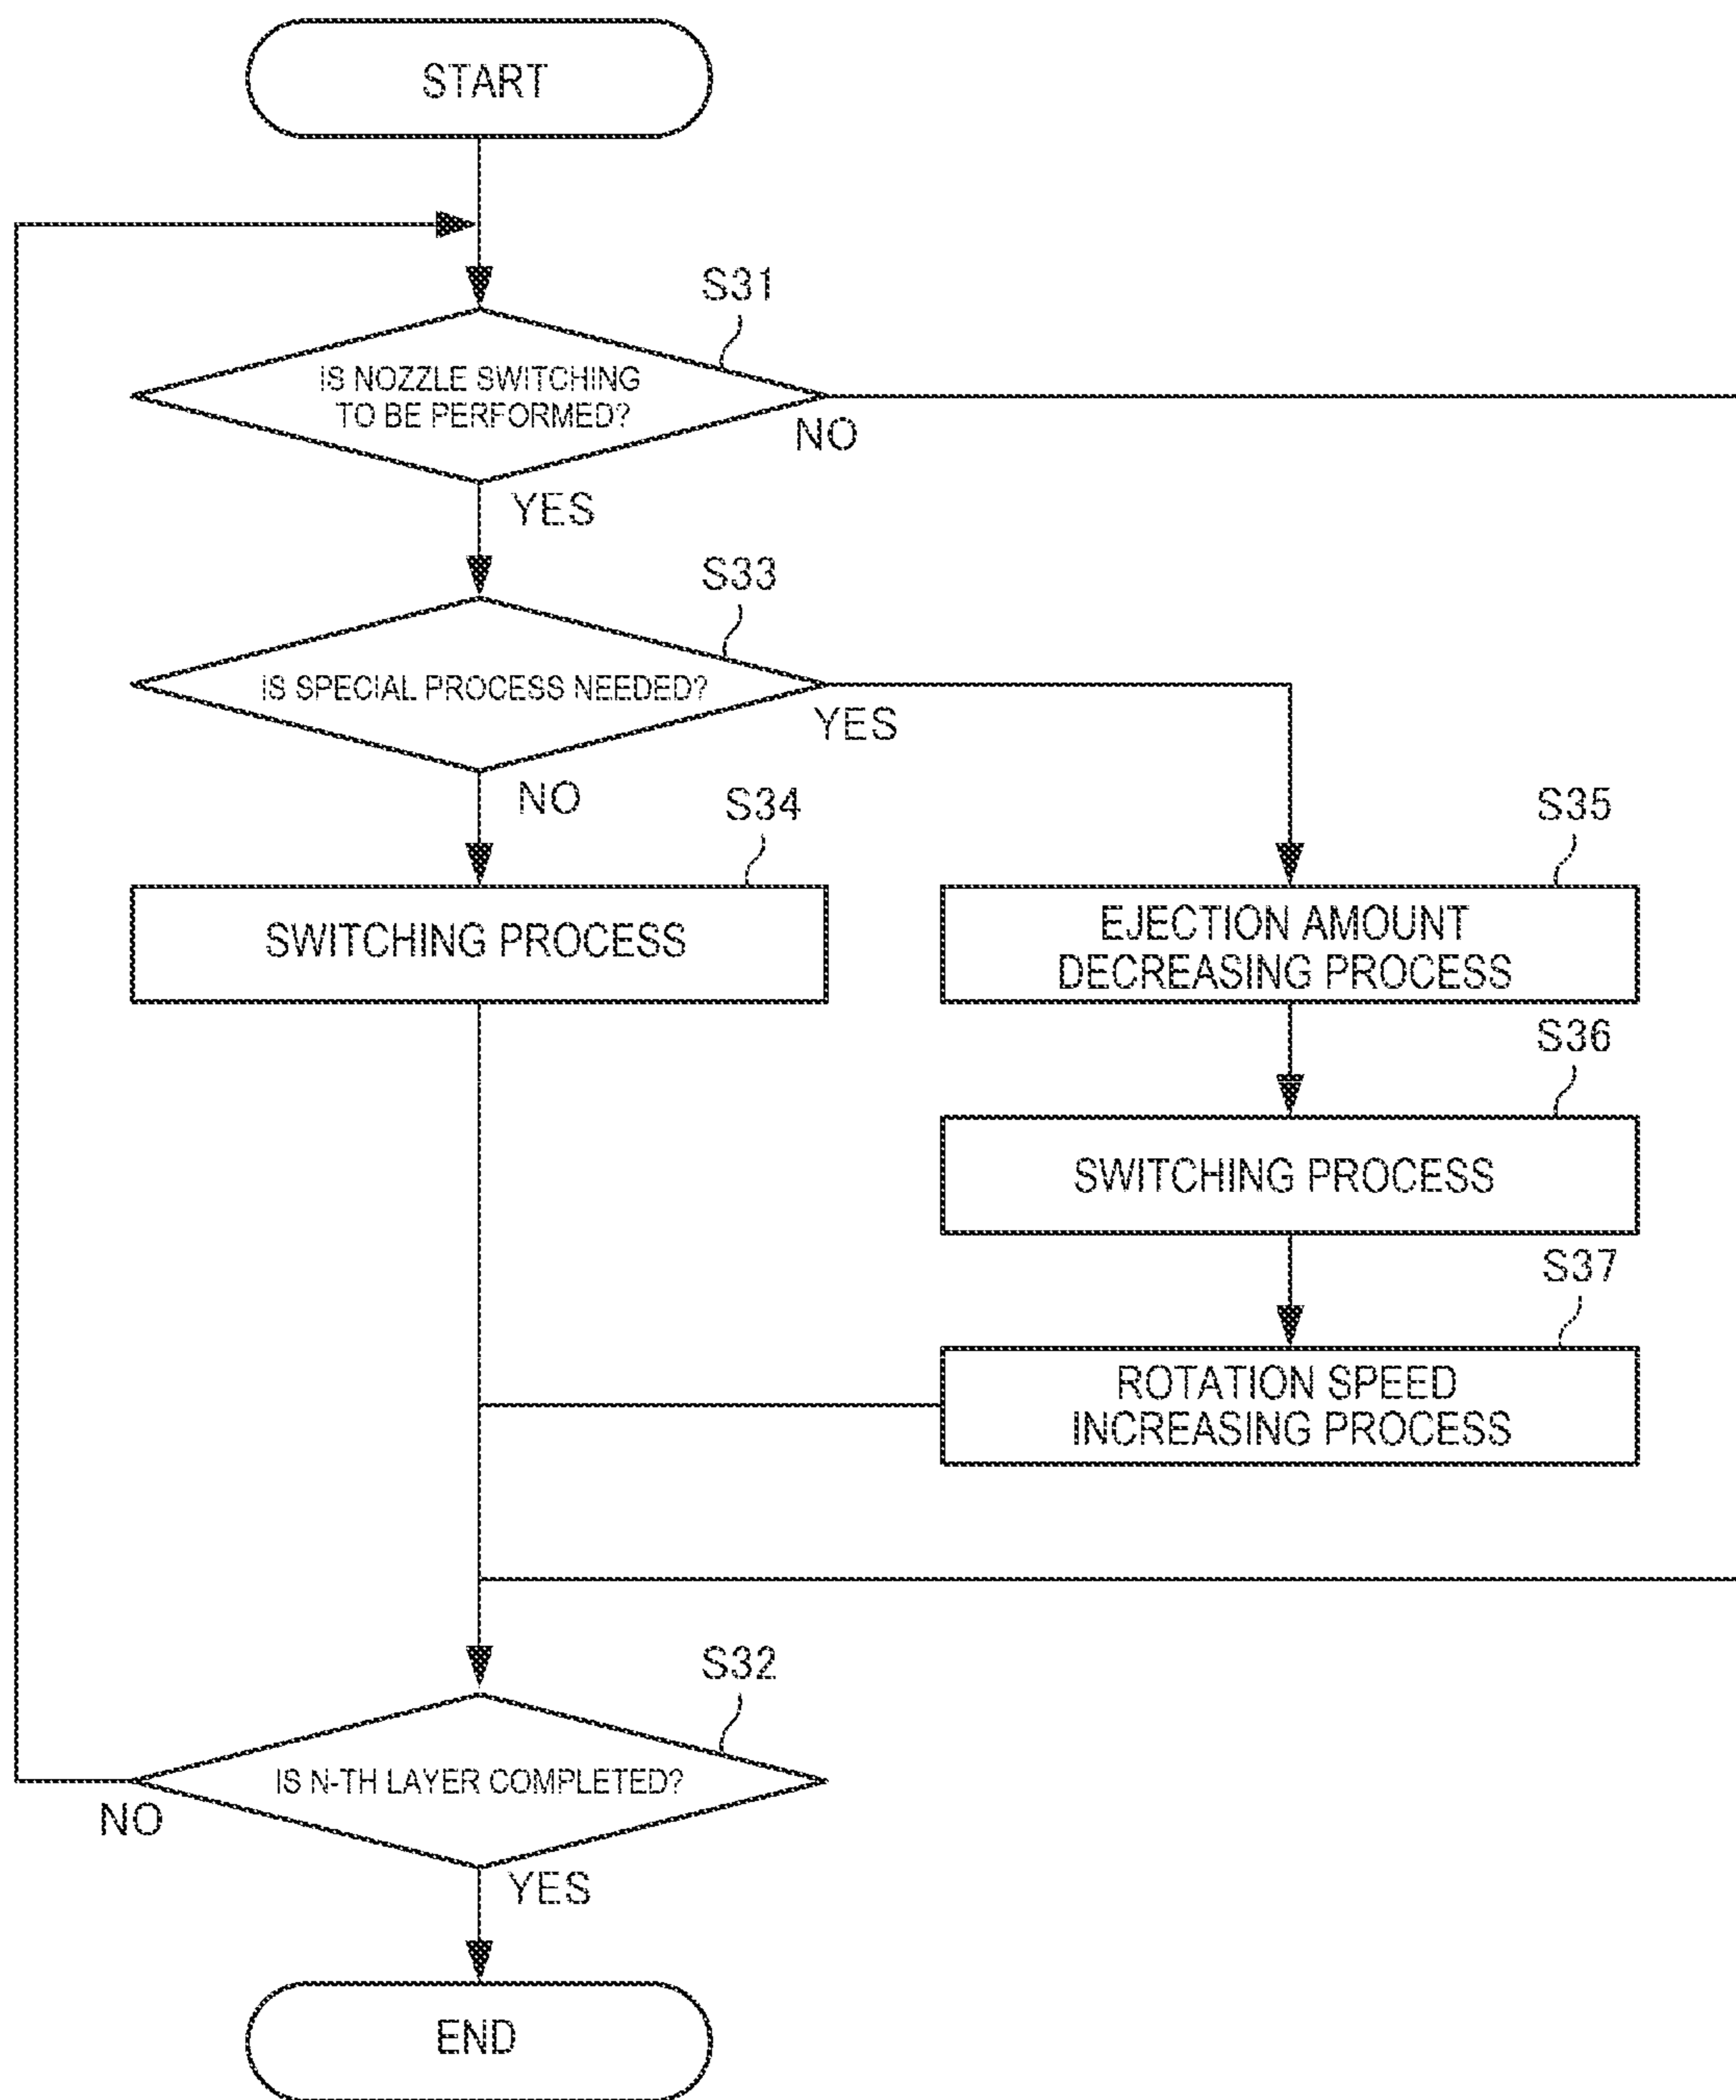 START
S31
IS NOZZLE SWITCHING
TO BE PERFORMED?
NO
YES
S33
IS SPECIAL PROCESS NEEDED?
YES
NO
S34
SWITCHING PROCESS
S35
EJECTION AMOUNT
DECREASING PROCESS
S36
SWITCHING PROCESS
S37
ROTATION SPEED
INCREASING PROCESS
S32
IS N-TH LAYER COMPLETED?
NO
YES
END